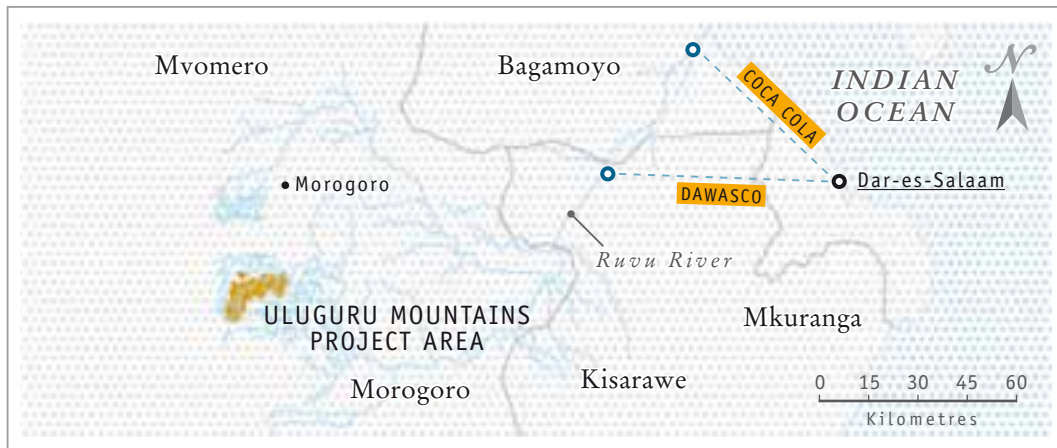 Mvomero
Bagamoyo
COCA COLA
INDIAN
OCEAN
N
Morogoro
DAWASCO
Dar-es-Salaam
Ruvu River
ULUGURU MOUNTAINS
PROJECT AREA
Mkuranga
Morogoro
Kisarawe
0 15 30 45 60
Kilometres